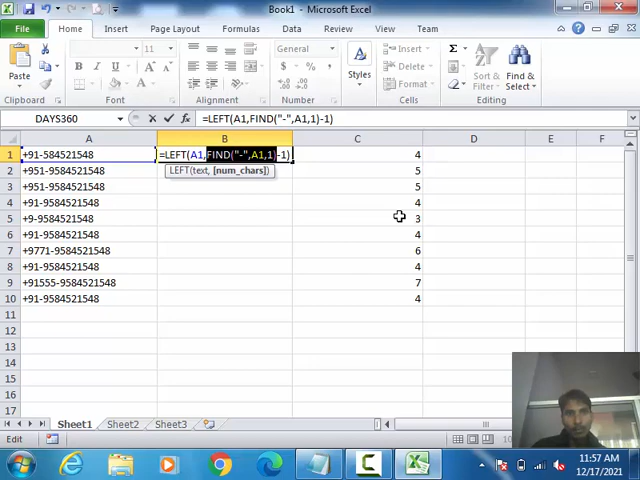 Book1 - Microsoft Excel
File Home Insert Page Layout Formulas Data Review View Team
Paste
Clipboard
11
Font
Alignment
General
Number
Styles
Insert
Delete
Format
Cells
Sort & Filter
Find & Select
Editing
DAYS360
=LEFT(A1,FIND("-",A1,1)-1)
A B C D E F
1 +91-584521548 =LEFT(A1,FIND("-",A1,1)-1) 4
LEFT(text, [num_chars])
2 +951-9584521548 5
3 +951-9584521548 5
4 +91-9584521548 4
5 +9-9584521548 3
6 +91-9584521548 4
7 +9771-9584521548 6
8 +91-9584521548 4
9 +91555-9584521548 7
10 +91-9584521548 4
11
12
13
14
15
16
17
Sheet1 Sheet2 Sheet3
Edit
11:57 AM
12/17/2021